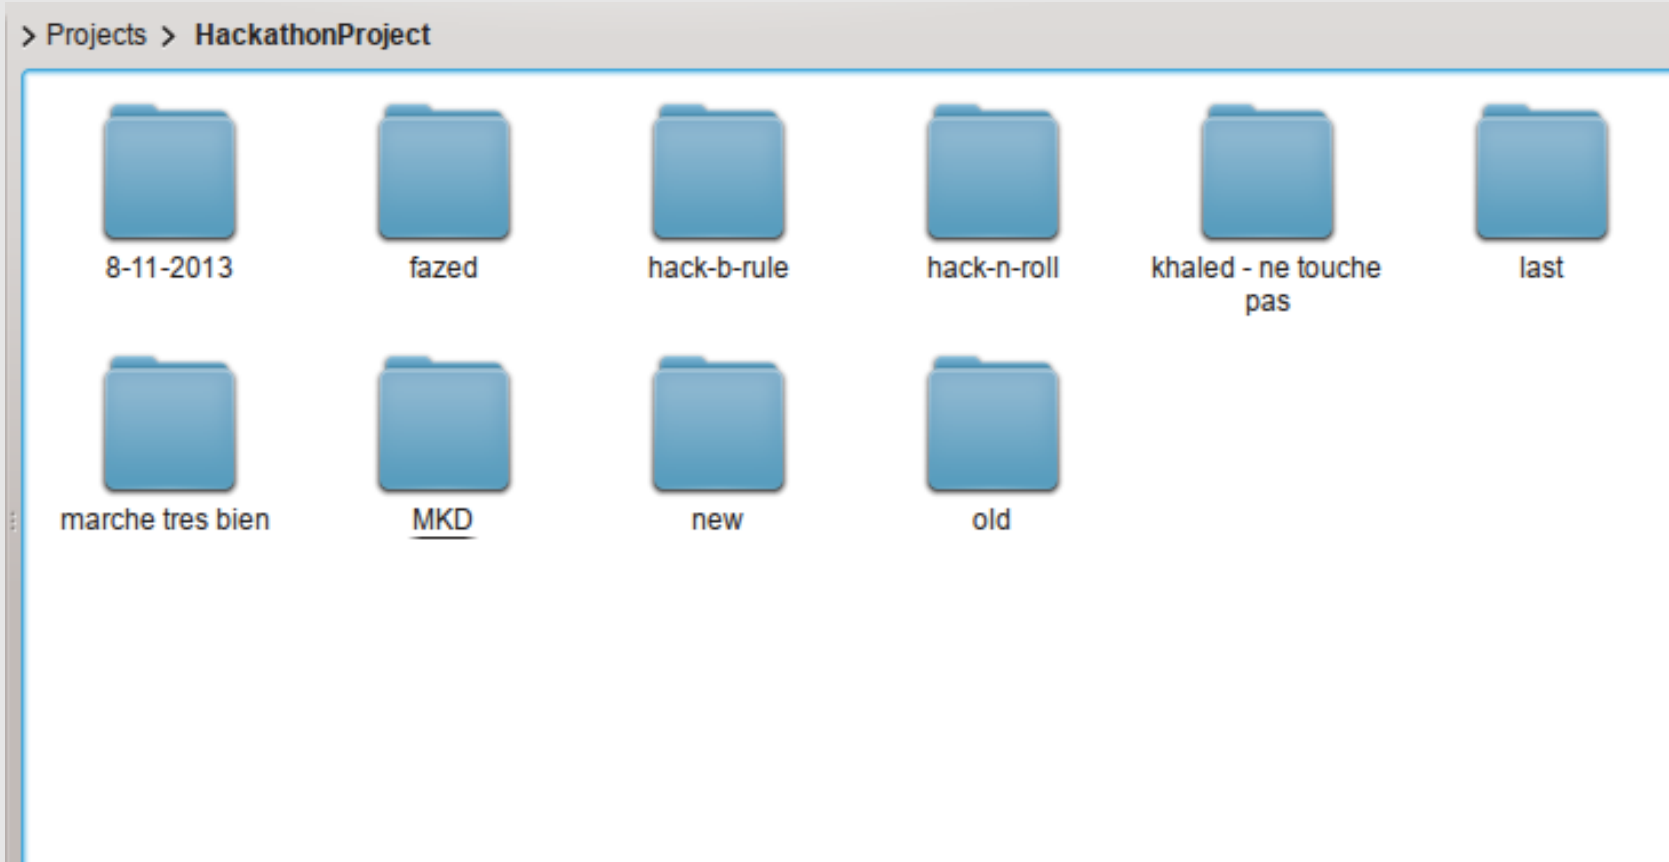 > Projects > HackathonProject
8-11-2013
fazed
hack-b-rule
hack-n-roll
khaled - ne touche
pas
last
marche tres bien
MKD
new
old